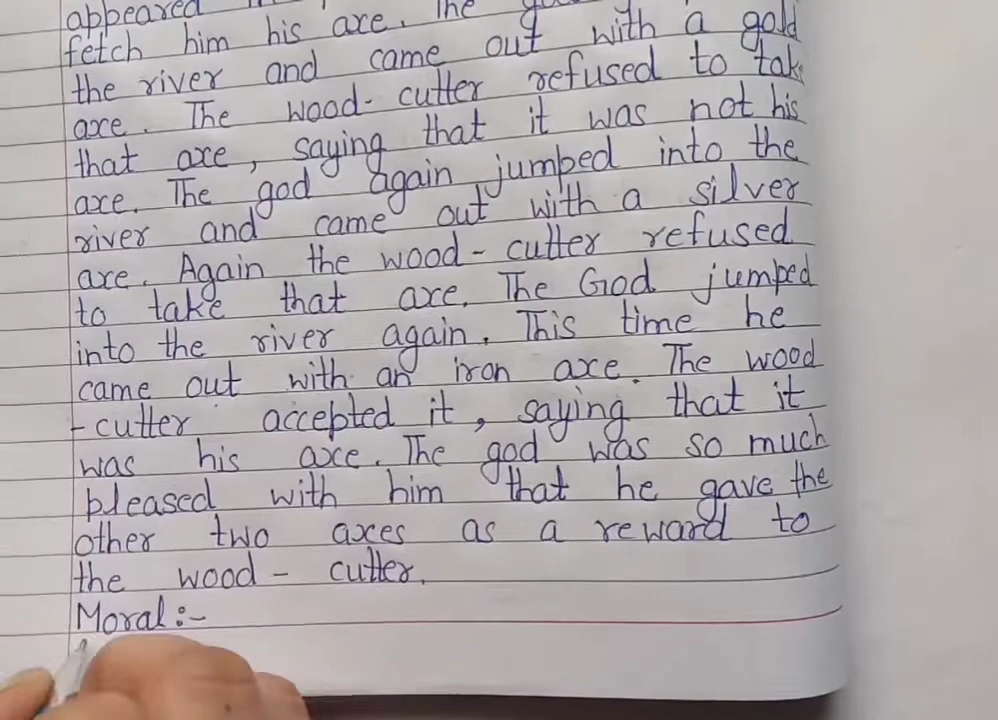 appeared The
fetch him his axe. The
the river and came out with a gold
axe. The wood-cutter refused to take
that axe, saying that it was not his
axe. The god again jumped into the
river and came out with a silver
axe. Again the wood-cutter refused
to take that axe. The God jumped
into the river again. This time he
came out with an iron axe. The wood
-cutter accepted it, saying that it
was his axe. The god was so much
pleased with him that he gave the
other two axes as a reward to
the wood-cutter.
Moral:-